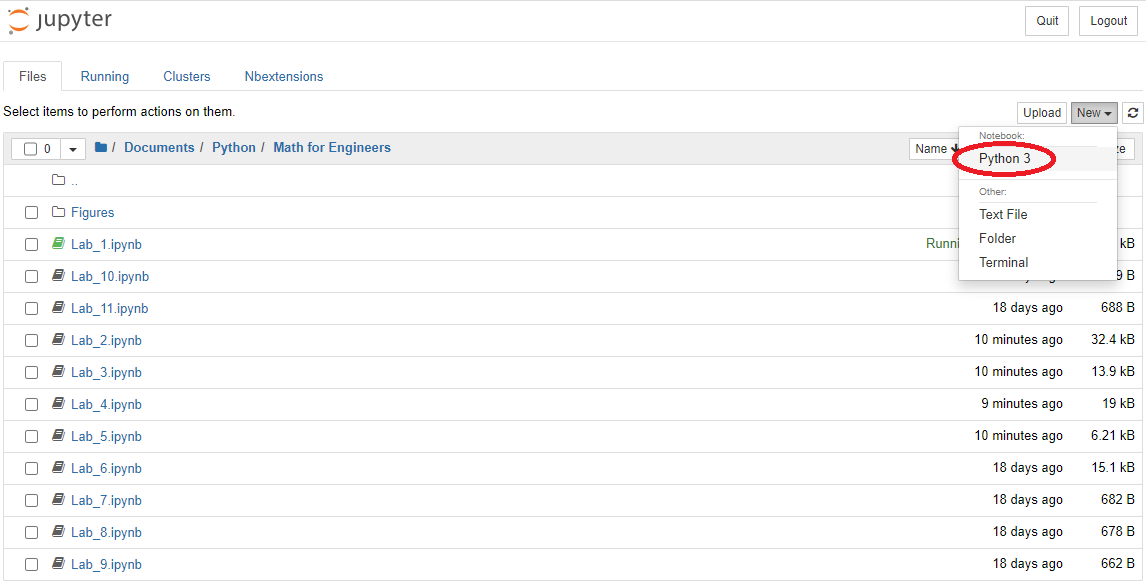 jupyter Quit Logout
Files Running Clusters Nbextensions
Select items to perform actions on them. Upload New
0 / Documents / Python / Math for Engineers Name
Notebook:
Python 3
Other:
Text File
Folder
Terminal
..
Figures
Lab_1.ipynb kB
Lab_10.ipynb 9 B
Lab_11.ipynb 18 days ago 688 B
Lab_2.ipynb 10 minutes ago 32.4 kB
Lab_3.ipynb 10 minutes ago 13.9 kB
Lab_4.ipynb 9 minutes ago 19 kB
Lab_5.ipynb 10 minutes ago 6.21 kB
Lab_6.ipynb 18 days ago 15.1 kB
Lab_7.ipynb 18 days ago 682 B
Lab_8.ipynb 18 days ago 678 B
Lab_9.ipynb 18 days ago 662 B